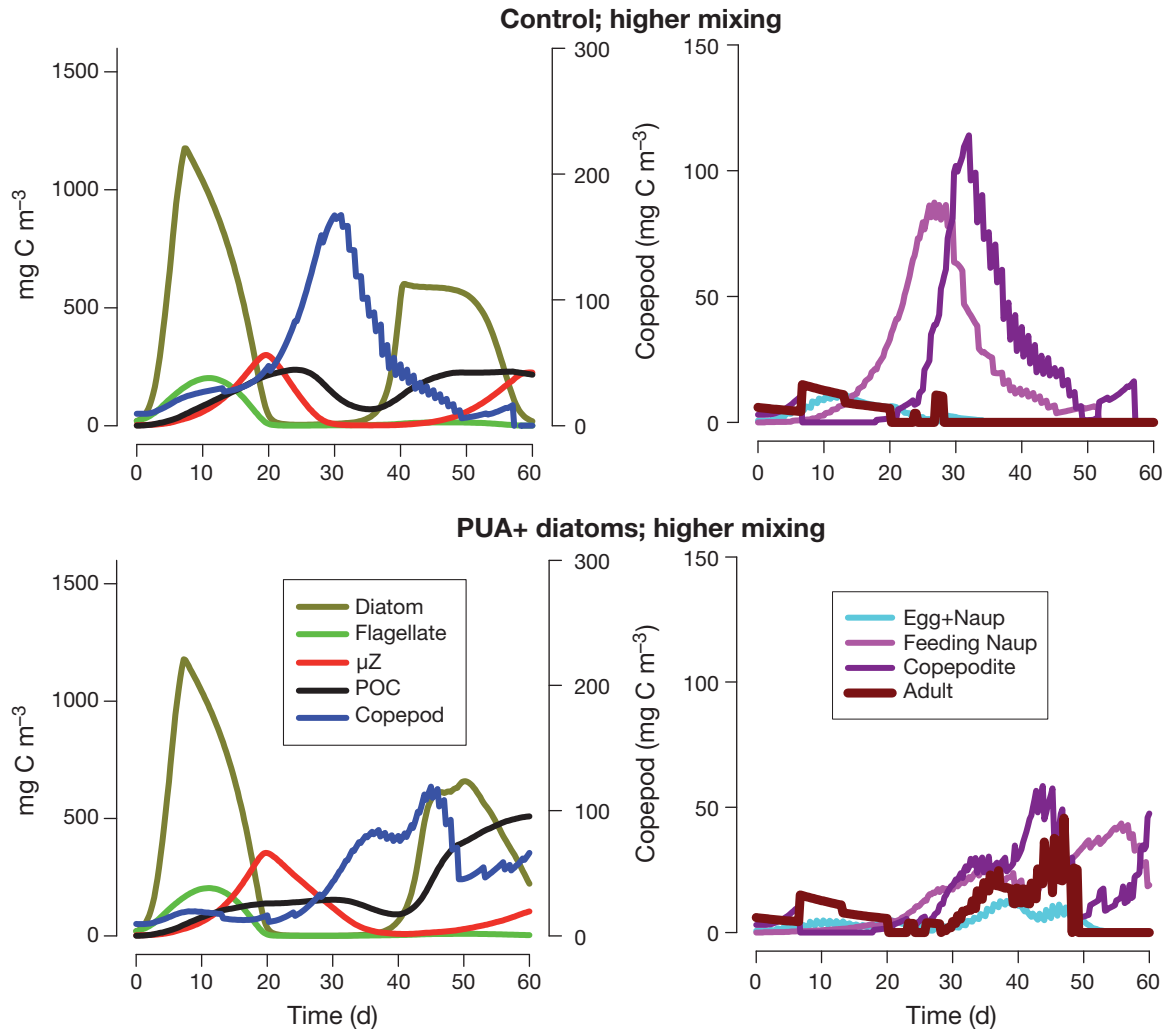 Control; higher mixing
mg C m⁻³
1500
1000
500
0
300
200
100
0
0 10 20 30 40 50 60
Copepod (mg C m⁻³)
150
100
50
0
0 10 20 30 40 50 60
PUA+ diatoms; higher mixing
mg C m⁻³
1500
1000
500
0
300
200
100
0
Diatom
Flagellate
µZ
POC
Copepod
0 10 20 30 40 50 60
Time (d)
Copepod (mg C m⁻³)
150
100
50
0
Egg+Naup
Feeding Naup
Copepodite
Adult
0 10 20 30 40 50 60
Time (d)